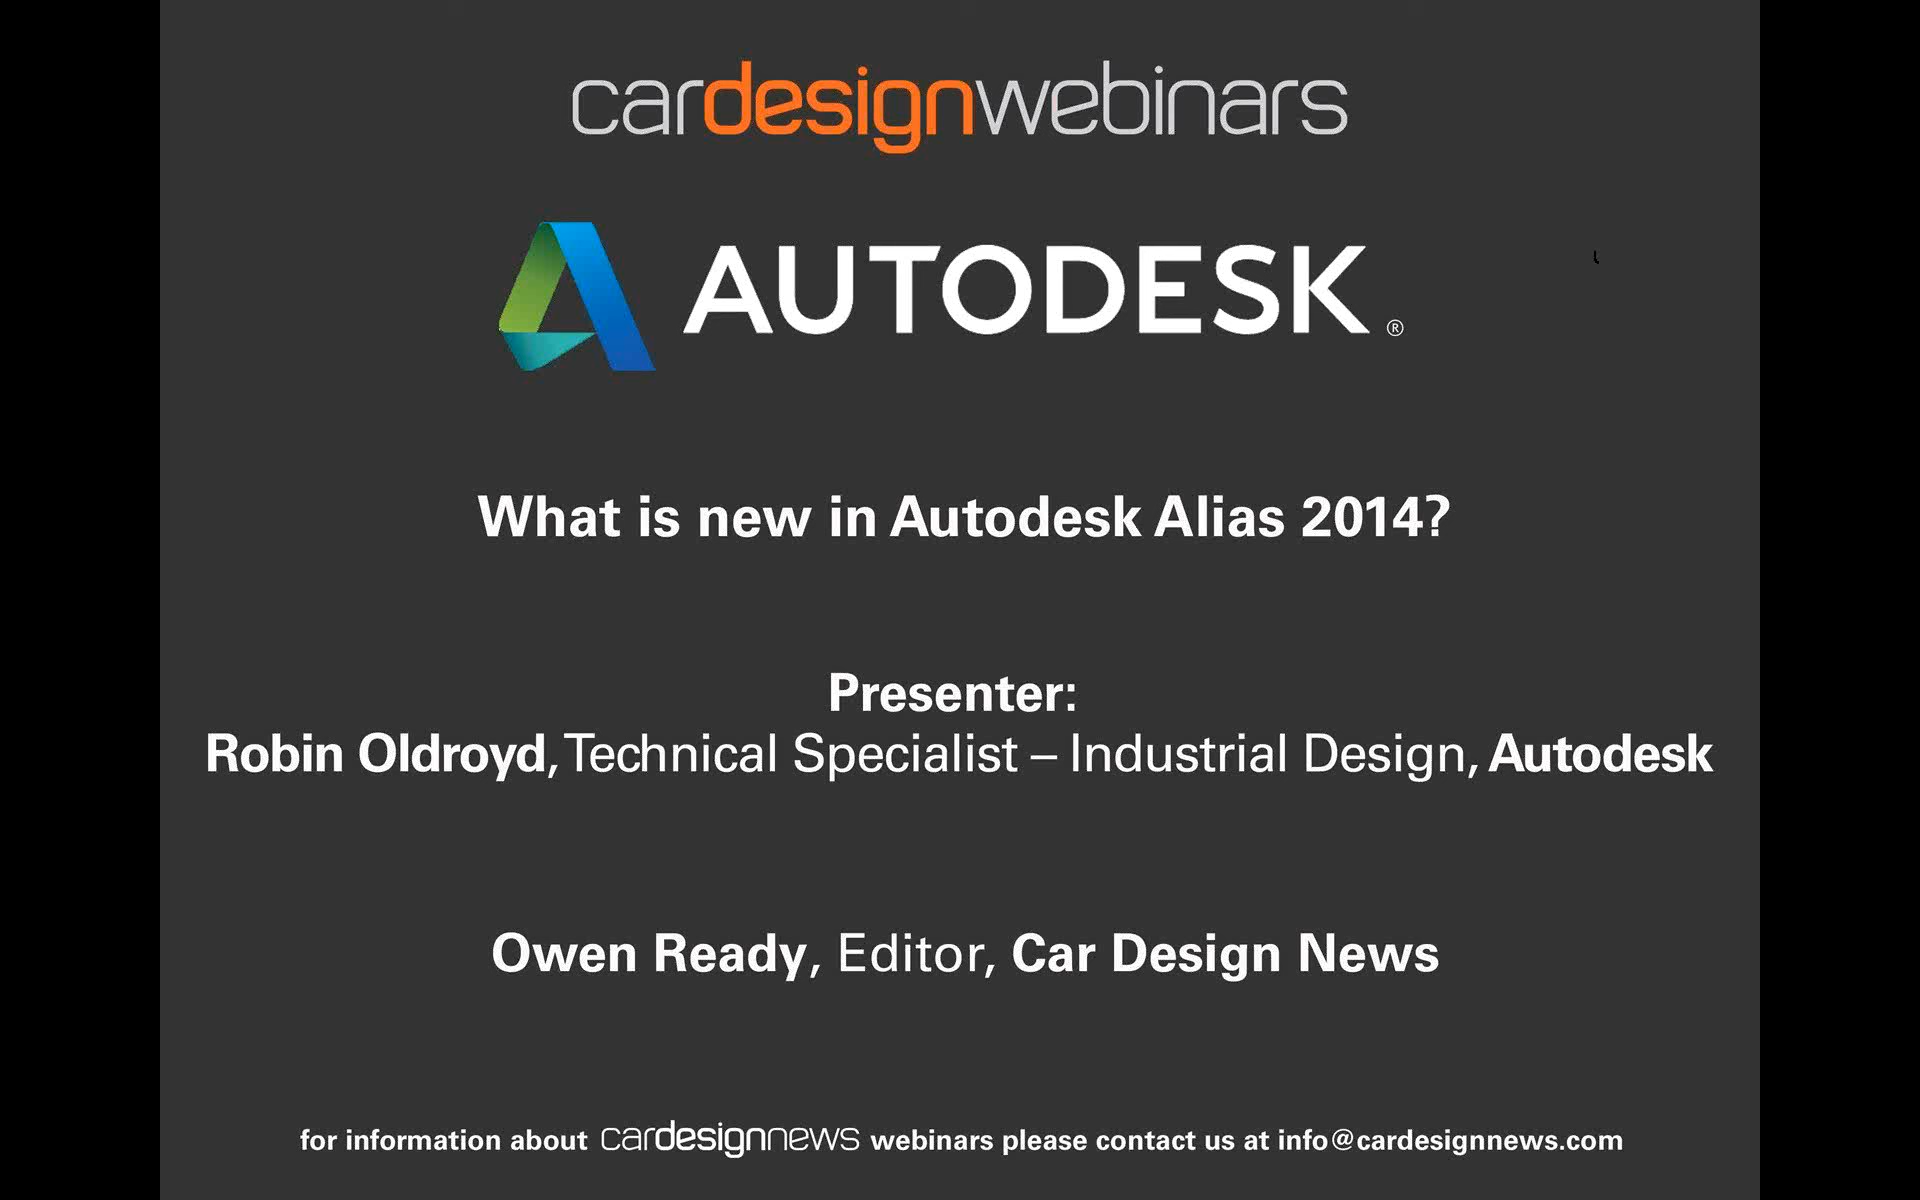 cardesignwebinars
AUTODESK®
What is new in Autodesk Alias 2014?
Presenter:
Robin Oldroyd, Technical Specialist – Industrial Design, Autodesk
Owen Ready, Editor, Car Design News
for information about cardesignnews webinars please contact us at info@cardesignnews.com